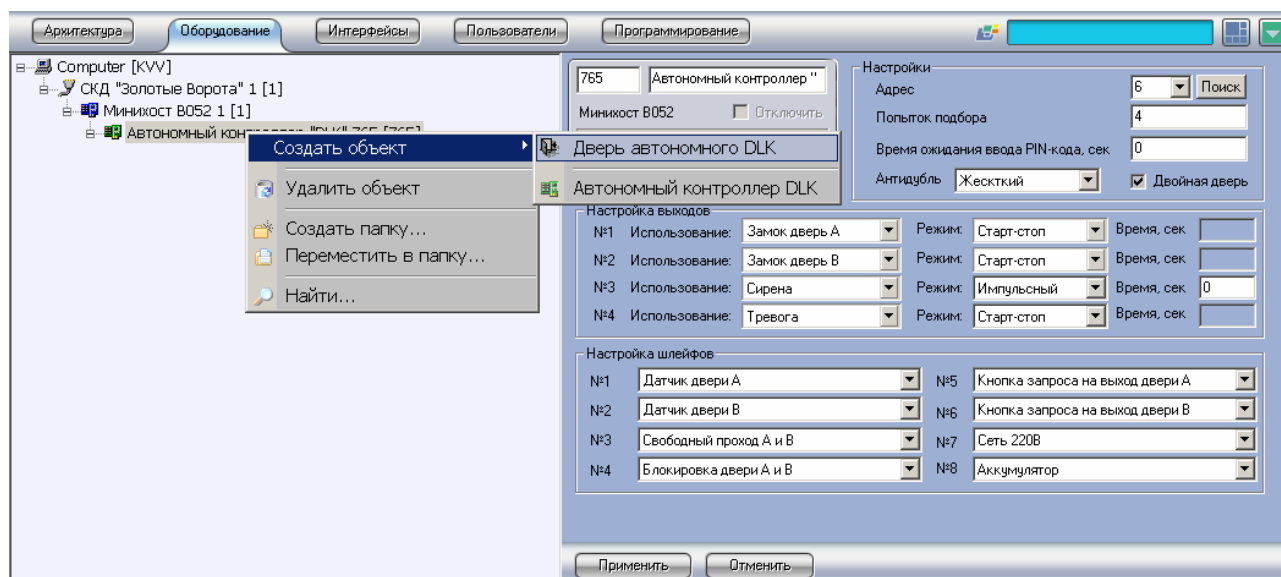 Архитектура Оборудование Интерфейсы Пользователи Программирование
Computer [KVV]
СКД "Золотые Ворота" 1 [1]
Минихост B052 1 [1]
Автономный контроллер "DLK" 765 [765]
Создать объект
Удалить объект
Создать папку...
Переместить в папку...
Найти...
Дверь автономного DLK
Автономный контроллер DLK
765 Автономный контроллер "
Минихост B052 Отключить
Настройки
Адрес 6 Поиск
Попыток подбора 4
Время ожидания ввода PIN-кода, сек 0
Антидубль Жескткий Двойная дверь
Настройка выходов
№1 Использование: Замок дверь А Режим: Старт-стоп Время, сек
№2 Использование: Замок дверь В Режим: Старт-стоп Время, сек
№3 Использование: Сирена Режим: Импульсный Время, сек 0
№4 Использование: Тревога Режим: Старт-стоп Время, сек
Настройка шлейфов
№1 Датчик двери А №5 Кнопка запроса на выход двери А
№2 Датчик двери В №6 Кнопка запроса на выход двери В
№3 Свободный проход А и В №7 Сеть 220В
№4 Блокировка двери А и В №8 Аккумулятор
Применить Отменить